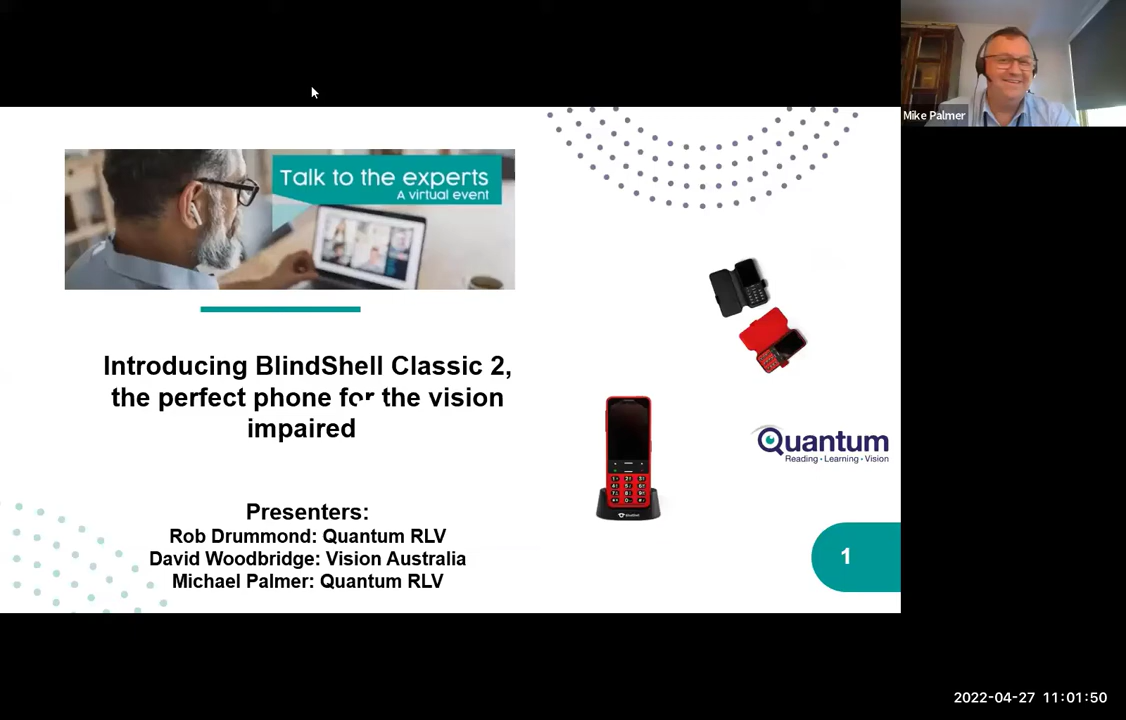 Mike Palmer
Talk to the experts
A virtual event
Introducing BlindShell Classic 2,
the perfect phone for the vision
impaired
Quantum
Reading • Learning • Vision
Presenters:
Rob Drummond: Quantum RLV
David Woodbridge: Vision Australia
Michael Palmer: Quantum RLV
1
2022-04-27 11:01:50